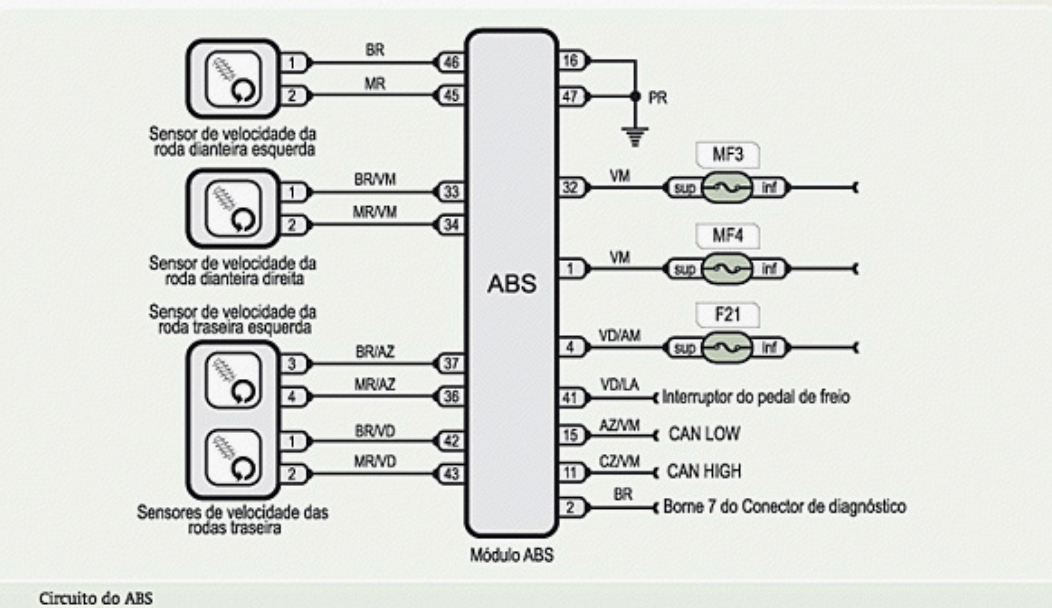 1 BR 46
2 MR 45
Sensor de velocidade da
roda dianteira esquerda
1 BR/VM 33
2 MR/VM 34
Sensor de velocidade da
roda dianteira direita
Sensor de velocidade da
roda traseira esquerda
3 BR/AZ 37
4 MR/AZ 36
1 BR/VD 42
2 MR/VD 43
Sensores de velocidade das
rodas traseira
ABS
Módulo ABS
16
47 PR
MF3
32 VM sup inf
MF4
1 VM sup inf
F21
4 VD/AM sup inf
41 VD/LA Interruptor do pedal de freio
15 AZ/VM CAN LOW
11 CZ/VM CAN HIGH
2 BR Borne 7 do Conector de diagnóstico
Circuito do ABS